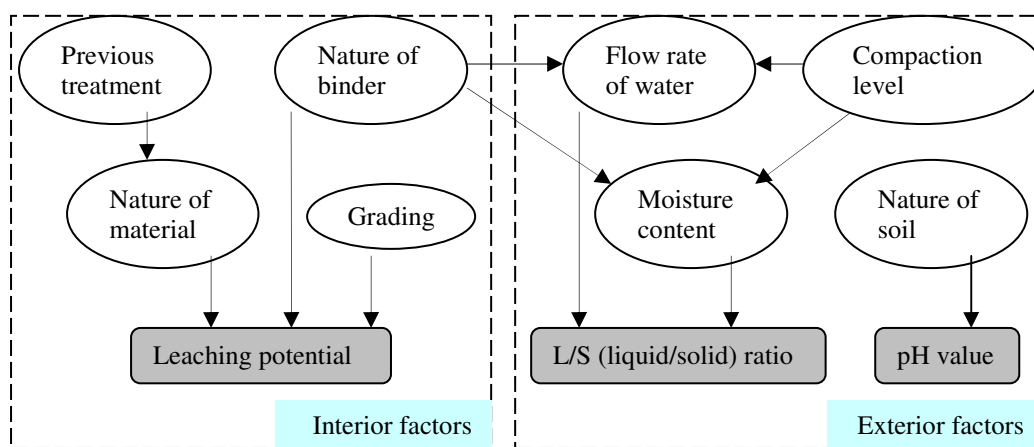 Previous
treatment
Nature of
binder
Flow rate
of water
Compaction
level
Nature of
material
Grading
Moisture
content
Nature of
soil
Leaching potential
L/S (liquid/solid) ratio
pH value
Interior factors
Exterior factors